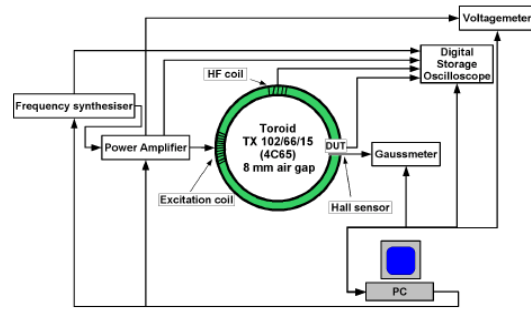 Voltagemeter
Digital
Storage
Oscilloscope
HF coil
Frequency synthesiser
Toroid
TX 102/66/15
(4C65)
8 mm air gap
DUT
Power Amplifier
Gaussmeter
Excitation coil
Hall sensor
PC